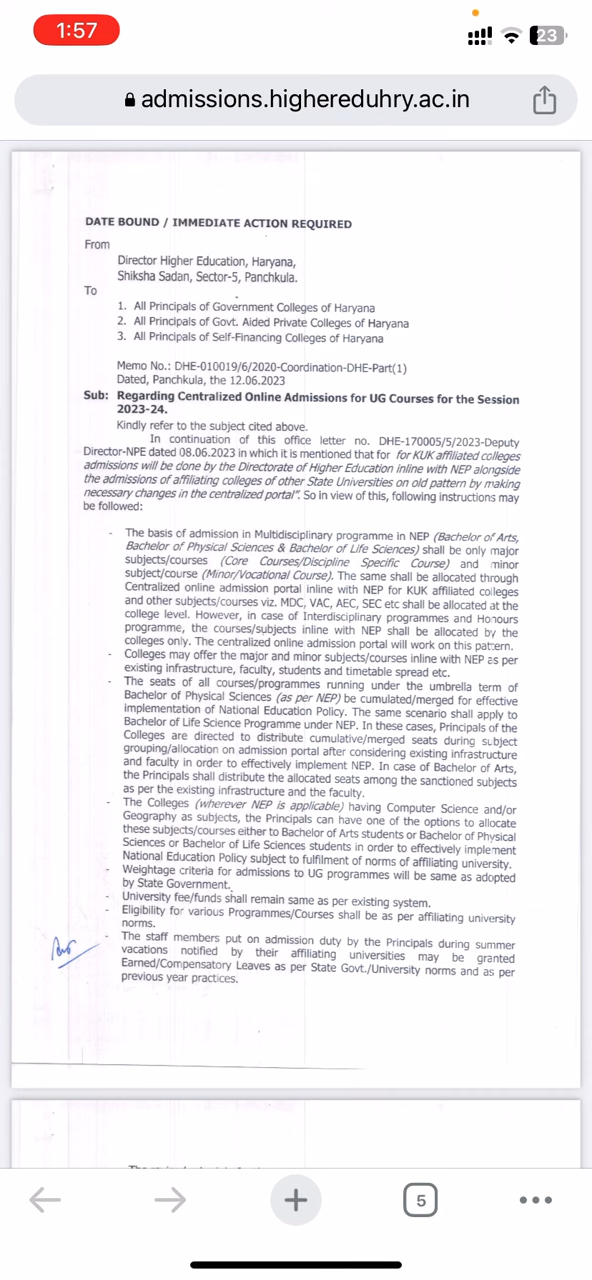 1:57
23
admissions.highereduhry.ac.in
DATE BOUND / IMMEDIATE ACTION REQUIRED
From
Director Higher Education, Haryana,
Shiksha Sadan, Sector-5, Panchkula.
To
1. All Principals of Government Colleges of Haryana
2. All Principals of Govt. Aided Private Colleges of Haryana
3. All Principals of Self-Financing Colleges of Haryana
Memo No.: DHE-010019/6/2020-Coordination-DHE-Part(1)
Dated, Panchkula, the 12.06.2023
Sub: Regarding Centralized Online Admissions for UG Courses for the Session
2023-24.
Kindly refer to the subject cited above.
In continuation of this office letter no. DHE-170005/5/2023-Deputy
Director-NPE dated 08.06.2023 in which it is mentioned that for for KUK affiliated colleges
admissions will be done by the Directorate of Higher Education inline with NEP alongside
the admissions of affiliating colleges of other State Universities on old pattern by making
necessary changes in the centralized portal". So in view of this, following instructions may
be followed:
- The basis of admission in Multidisciplinary programme in NEP (Bachelor of Arts,
Bachelor of Physical Sciences & Bachelor of Life Sciences) shall be only major
subjects/courses (Core Courses/Discipline Specific Course) and minor
subject/course (Minor/Vocational Course). The same shall be allocated through
Centralized online admission portal inline with NEP for KUK affiliated colleges
and other subjects/courses viz. MDC, VAC, AEC, SEC etc shall be allocated at the
college level. However, in case of Interdisciplinary programmes and Honours
programme, the courses/subjects inline with NEP shall be allocated by the
colleges only. The centralized online admission portal will work on this pattern.
- Colleges may offer the major and minor subjects/courses inline with NEP as per
existing infrastructure, faculty, students and timetable spread etc.
- The seats of all courses/programmes running under the umbrella term of
Bachelor of Physical Sciences (as per NEP) be cumulated/merged for effective
implementation of National Education Policy. The same scenario shall apply to
Bachelor of Life Science Programme under NEP. In these cases, Principals of the
Colleges are directed to distribute cumulative/merged seats during subject
grouping/allocation on admission portal after considering existing infrastructure
and faculty in order to effectively implement NEP. In case of Bachelor of Arts,
the Principals shall distribute the allocated seats among the sanctioned subjects
as per the existing infrastructure and the faculty.
- The Colleges (wherever NEP is applicable) having Computer Science and/or
Geography as subjects, the Principals can have one of the options to allocate
these subjects/courses either to Bachelor of Arts students or Bachelor of Physical
Sciences or Bachelor of Life Sciences students in order to effectively implement
National Education Policy subject to fulfilment of norms of affiliating university.
- Weightage criteria for admissions to UG programmes will be same as adopted
by State Government.
- University fee/funds shall remain same as per existing system.
- Eligibility for various Programmes/Courses shall be as per affiliating university
norms.
- The staff members put on admission duty by the Principals during summer
vacations notified by their affiliating universities may be granted
Earned/Compensatory Leaves as per State Govt./University norms and as per
previous year practices.
5